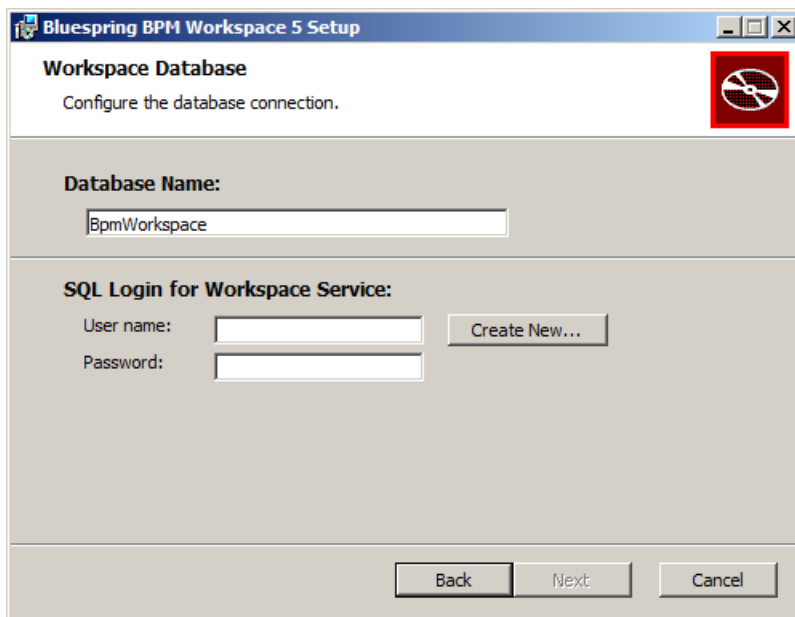 Bluespring BPM Workspace 5 Setup
Workspace Database
Configure the database connection.
Database Name:
BpmWorkspace
SQL Login for Workspace Service:
User name:
Create New...
Password:
Back Next Cancel